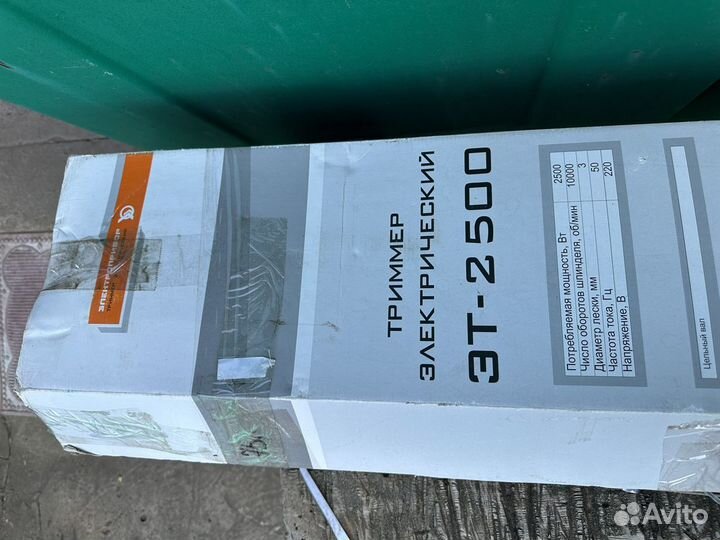 ЭЛЕКТРОПРИБОР
ТРИММЕР
ЭЛЕКТРИЧЕСКИЙ
ЭТ-2500
Потребляемая мощность, Вт 2500
Число оборотов шпинделя, об/мин 10000
Диаметр лески, мм 3
Частота тока, Гц 50
Напряжение, В 220
Цельный вал
Avito